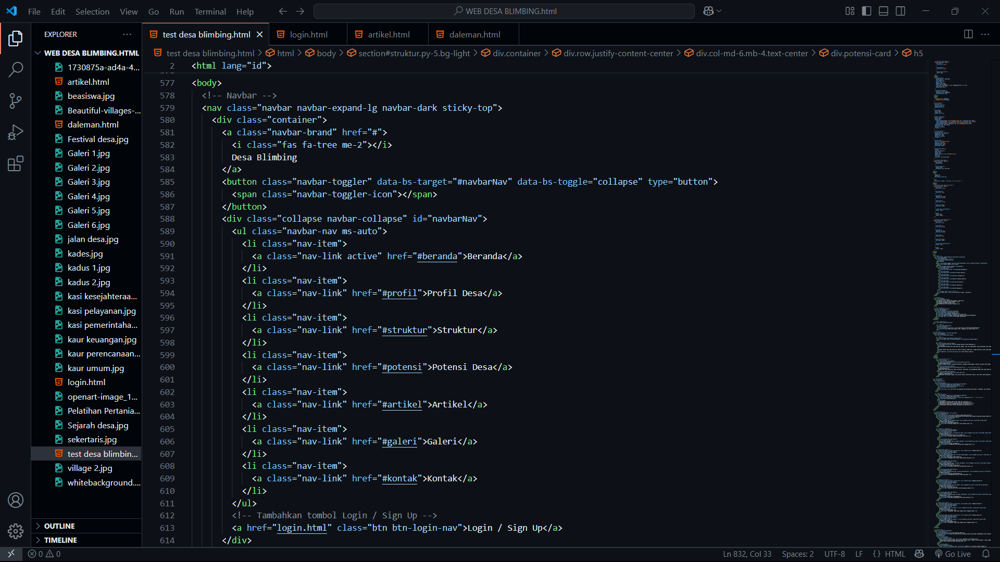 File Edit Selection View Go Run Terminal Help
WEB DESA BLIMBING.html
EXPLORER
WEB DESA BLIMBING.HTML
1730875a-ad4a-4...
artikel.html
beasiswa.jpg
Beautiful-villages-...
daleman.html
Festival desa.jpg
Galeri 1.jpg
Galeri 2.jpg
Galeri 3.jpg
Galeri 4.jpg
Galeri 5.jpg
Galeri 6.jpg
jalan desa.jpg
kades.jpg
kadus 1.jpg
kadus 2.jpg
kasi kesejahteraa...
kasi pelayanan.jpg
kasi pemerintaha...
kaur keuangan.jpg
kaur perencanaan...
kaur umum.jpg
login.html
openart-image_1...
Pelatihan Pertania...
Sejarah desa.jpg
sekertaris.jpg
test desa blimbin...
village 2.jpg
whitebackground....
OUTLINE
TIMELINE
test desa blimbing.html login.html artikel.html daleman.html
test desa blimbing.html > html > body > section#struktur.py-5.bg-light > div.container > div.row.justify-content-center > div.col-md-6.mb-4.text-center > div.potensi-card > h5
2 <html lang="id">
577 <body>
578 <!-- Navbar -->
579 <nav class="navbar navbar-expand-lg navbar-dark sticky-top">
580 <div class="container">
581 <a class="navbar-brand" href="#">
582 <i class="fas fa-tree me-2"></i>
583 Desa Blimbing
584 </a>
585 <button class="navbar-toggler" data-bs-target="#navbarNav" data-bs-toggle="collapse" type="button">
586 <span class="navbar-toggler-icon"></span>
587 </button>
588 <div class="collapse navbar-collapse" id="navbarNav">
589 <ul class="navbar-nav ms-auto">
590 <li class="nav-item">
591 <a class="nav-link active" href="#beranda">Beranda</a>
592 </li>
593 <li class="nav-item">
594 <a class="nav-link" href="#profil">Profil Desa</a>
595 </li>
596 <li class="nav-item">
597 <a class="nav-link" href="#struktur">Struktur</a>
598 </li>
599 <li class="nav-item">
600 <a class="nav-link" href="#potensi">Potensi Desa</a>
601 </li>
602 <li class="nav-item">
603 <a class="nav-link" href="#artikel">Artikel</a>
604 </li>
605 <li class="nav-item">
606 <a class="nav-link" href="#galeri">Galeri</a>
607 </li>
608 <li class="nav-item">
609 <a class="nav-link" href="#kontak">Kontak</a>
610 </li>
611 </ul>
612 <!-- Tambahkan tombol Login / Sign Up -->
613 <a href="login.html" class="btn btn-login-nav">Login / Sign Up</a>
614 </div>
0 0
Ln 832, Col 33 Spaces: 2 UTF-8 LF {} HTML Go Live